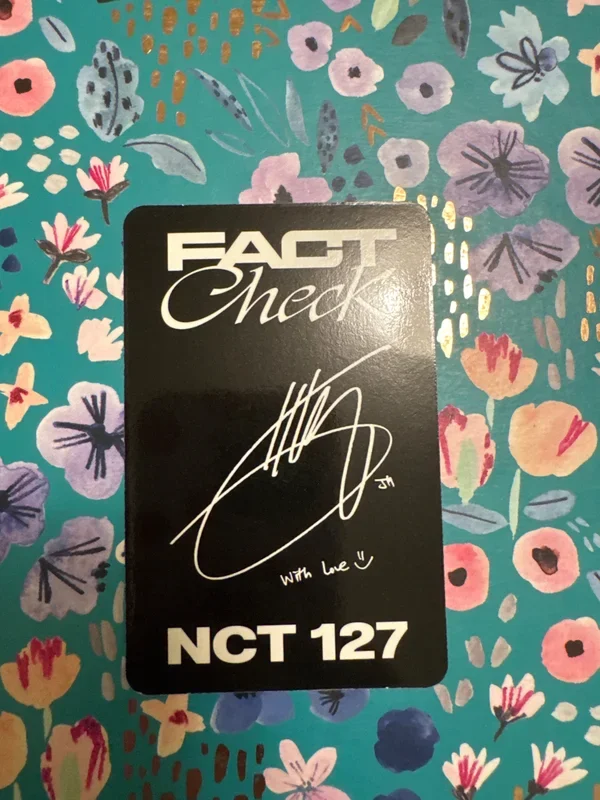 FACT
Check
JH
With Love
NCT 127